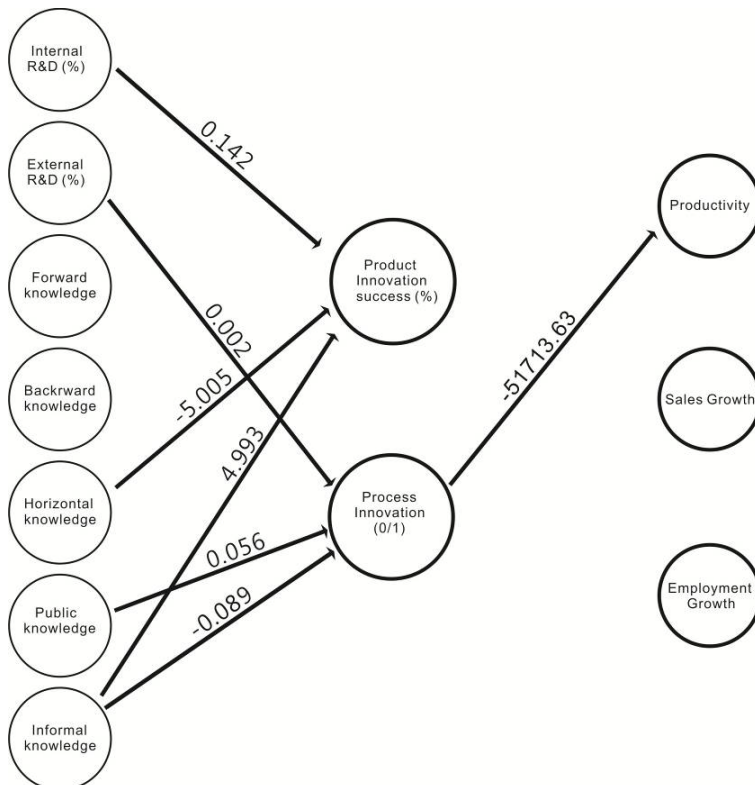 Internal
R&D (%)
External
R&D (%)
Forward
knowledge
Backrward
knowledge
Horizontal
knowledge
Public
knowledge
Informal
knowledge
0.142
0.002
-5.005
4.993
0.056
-0.089
Product
Innovation
success (%)
Process
Innovation
(0/1)
-51713.63
Productivity
Sales Growth
Employment
Growth